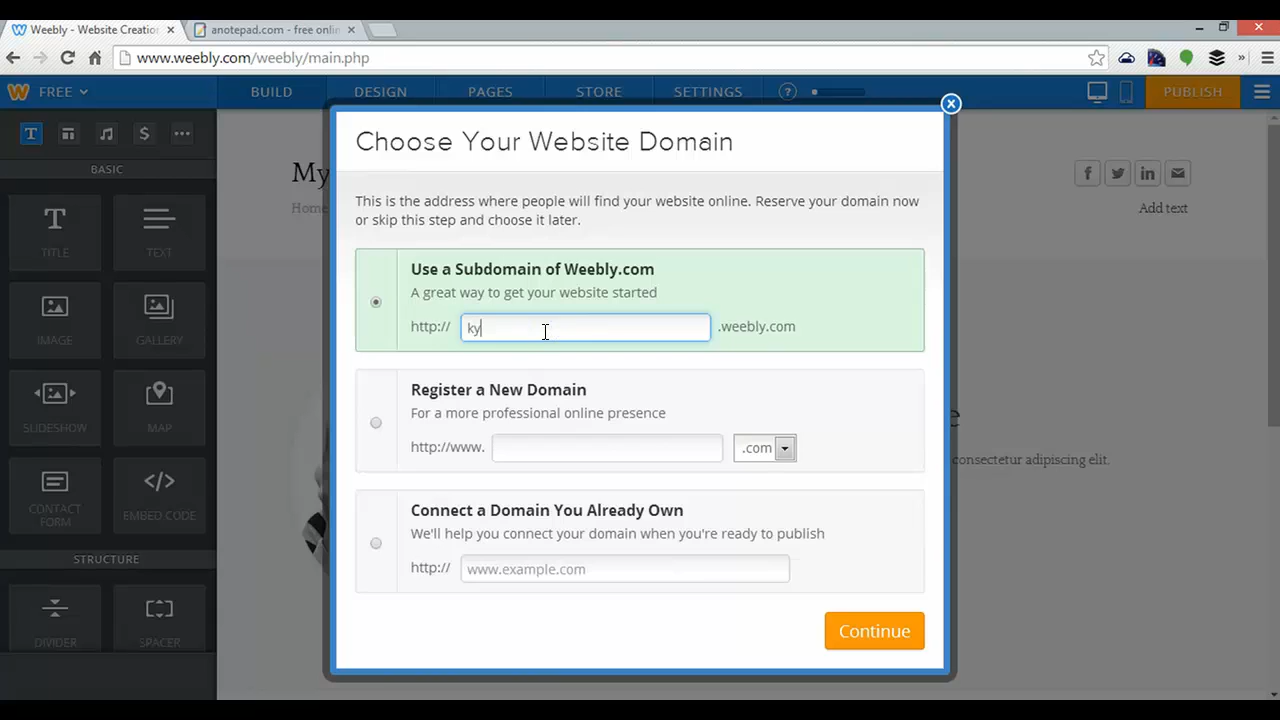 Weebly - Website Creation
anotepad.com - free onlin
www.weebly.com/weebly/main.php
FREE
BUILD
DESIGN
PAGES
STORE
SETTINGS
?
PUBLISH
BASIC
TITLE
TEXT
IMAGE
GALLERY
SLIDESHOW
MAP
CONTACT
FORM
EMBED CODE
STRUCTURE
DIVIDER
SPACER
My
Home
Add text
consectetur adipiscing elit.
Choose Your Website Domain
This is the address where people will find your website online. Reserve your domain now
or skip this step and choose it later.
Use a Subdomain of Weebly.com
A great way to get your website started
http:// ky .weebly.com
Register a New Domain
For a more professional online presence
http://www. .com
Connect a Domain You Already Own
We'll help you connect your domain when you're ready to publish
http:// www.example.com
Continue